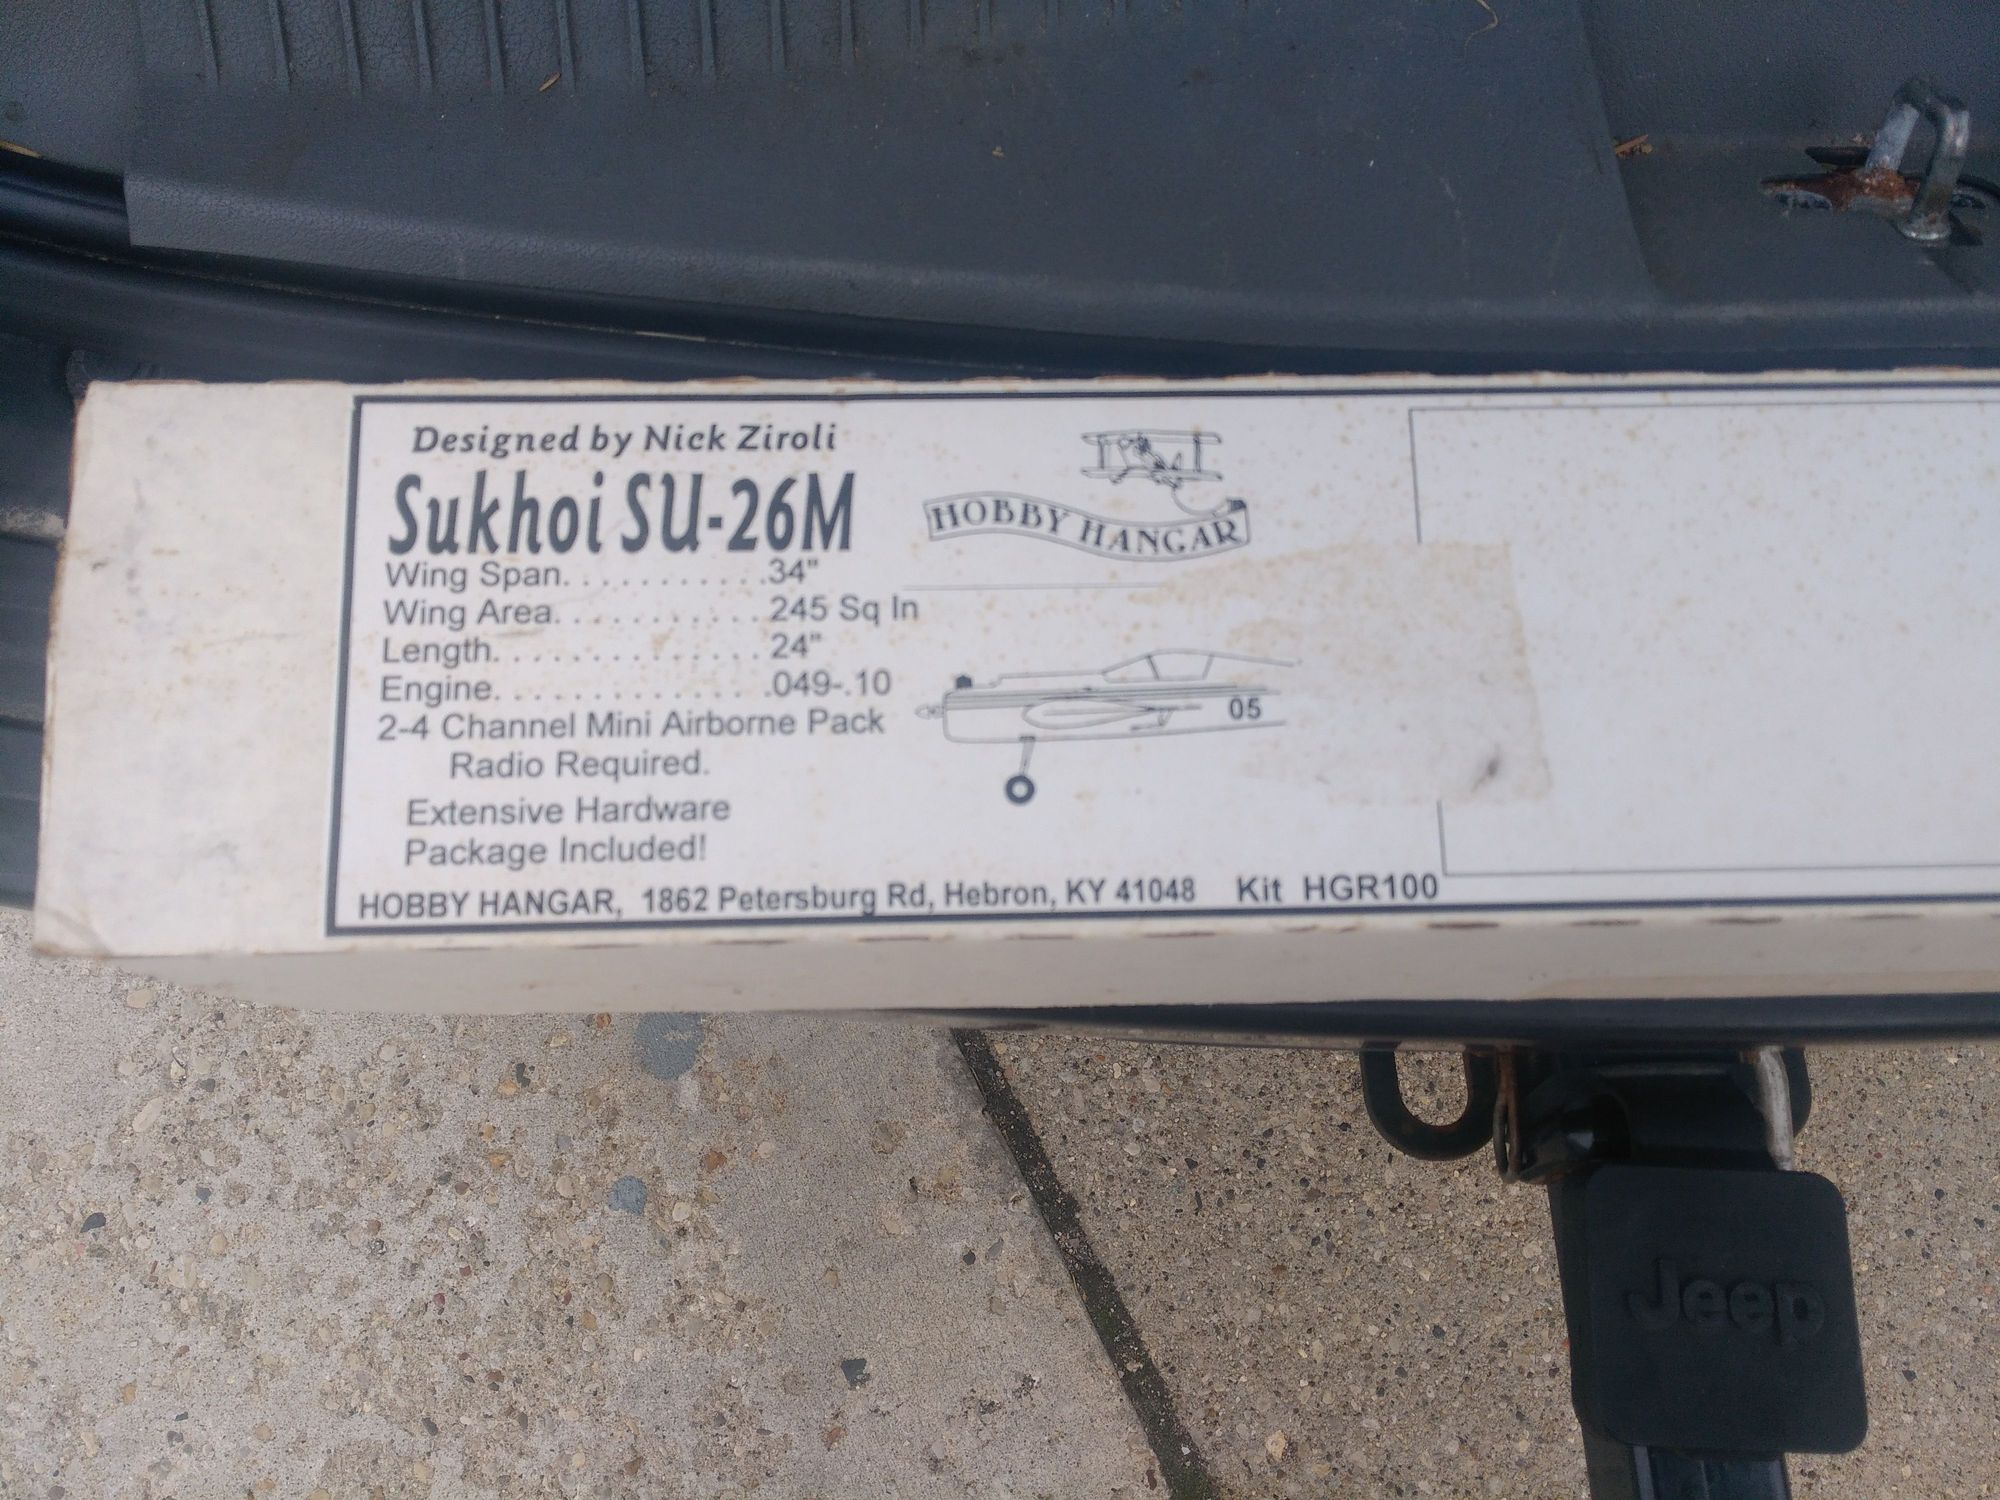 Designed by Nick Ziroli
Sukhoi SU-26M
HOBBY HANGAR
Wing Span. . . . . . . . . . .34"
Wing Area. . . . . . . . . . . 245 Sq In
Length. . . . . . . . . . . . . . 24"
Engine. . . . . . . . . . . . . .049-.10
2-4 Channel Mini Airborne Pack
Radio Required.
05
Extensive Hardware
Package Included!
HOBBY HANGAR, 1862 Petersburg Rd, Hebron, KY 41048 Kit HGR100
Jeep